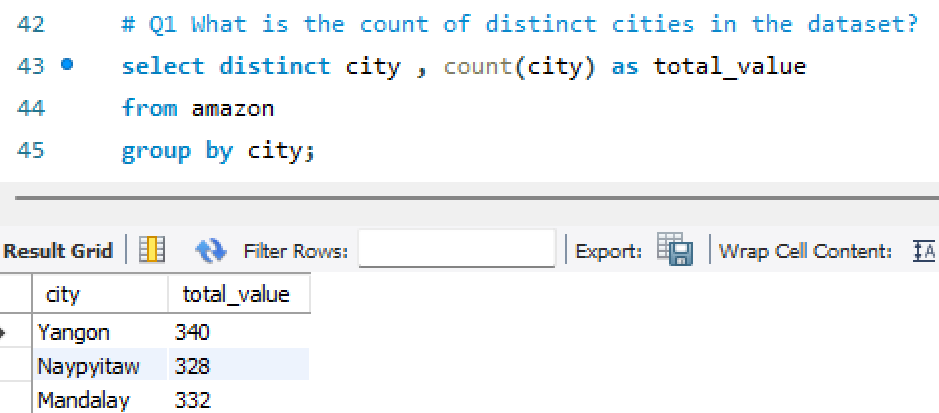 42 # Q1 What is the count of distinct cities in the dataset?
43 select distinct city , count(city) as total_value
44 from amazon
45 group by city;
Result Grid Filter Rows: Export: Wrap Cell Content: IA
city total_value
Yangon 340
Naypyitaw 328
Mandalay 332